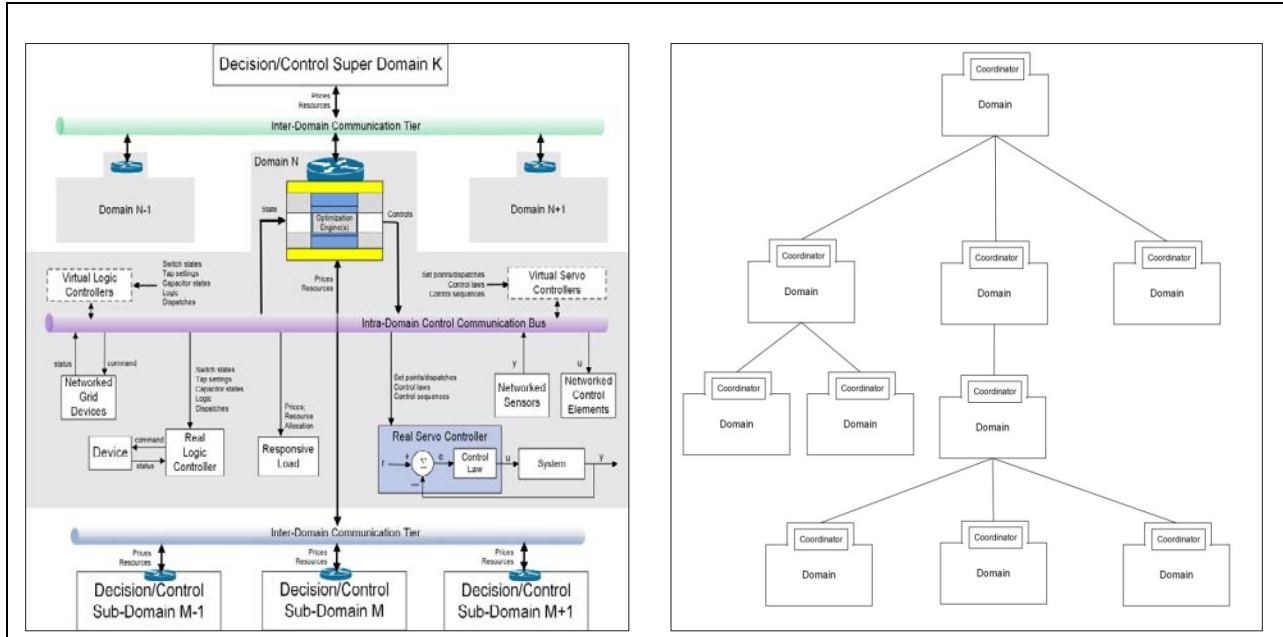 Decision/Control Super Domain K
Prices
Resources
Inter-Domain Communication Tier
Domain N
Domain N-1
Domain N+1
State
Optimization
Engine(s)
Controls
Prices
Resources
Virtual Logic
Controllers
Switch states
Tap settings
Capacitor states
Logic
Dispatches
Set points/dispatches
Control laws
Control sequences
Virtual Servo
Controllers
Intra-Domain Control Communication Bus
status
command
Networked
Grid
Devices
Switch states
Tap settings
Capacitor states
Logic
Dispatches
Device
command
status
Real
Logic
Controller
Prices;
Resource
Allocation
Responsive
Load
Set points/dispatches
Control laws
Control sequences
y
Networked
Sensors
u
Networked
Control
Elements
Real Servo Controller
r
+
Σ
−
e
Control
Law
u
System
y
Inter-Domain Communication Tier
Prices
Resources
Prices
Resources
Prices
Resources
Decision/Control
Sub-Domain M-1
Decision/Control
Sub-Domain M
Decision/Control
Sub-Domain M+1
Coordinator
Domain
Coordinator
Domain
Coordinator
Domain
Coordinator
Domain
Coordinator
Domain
Coordinator
Domain
Coordinator
Domain
Coordinator
Domain
Coordinator
Domain
Coordinator
Domain